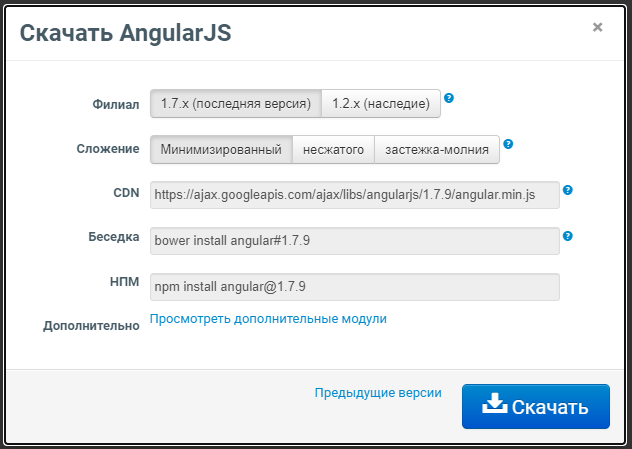 Скачать AngularJS
×
Филиал 1.7.x (последняя версия) 1.2.x (наследие) ?
Сложение Минимизированный несжатого застежка-молния ?
CDN https://ajax.googleapis.com/ajax/libs/angularjs/1.7.9/angular.min.js ?
Беседка bower install angular#1.7.9 ?
НПМ npm install angular@1.7.9
Дополнительно Просмотреть дополнительные модули
Предыдущие версии Скачать